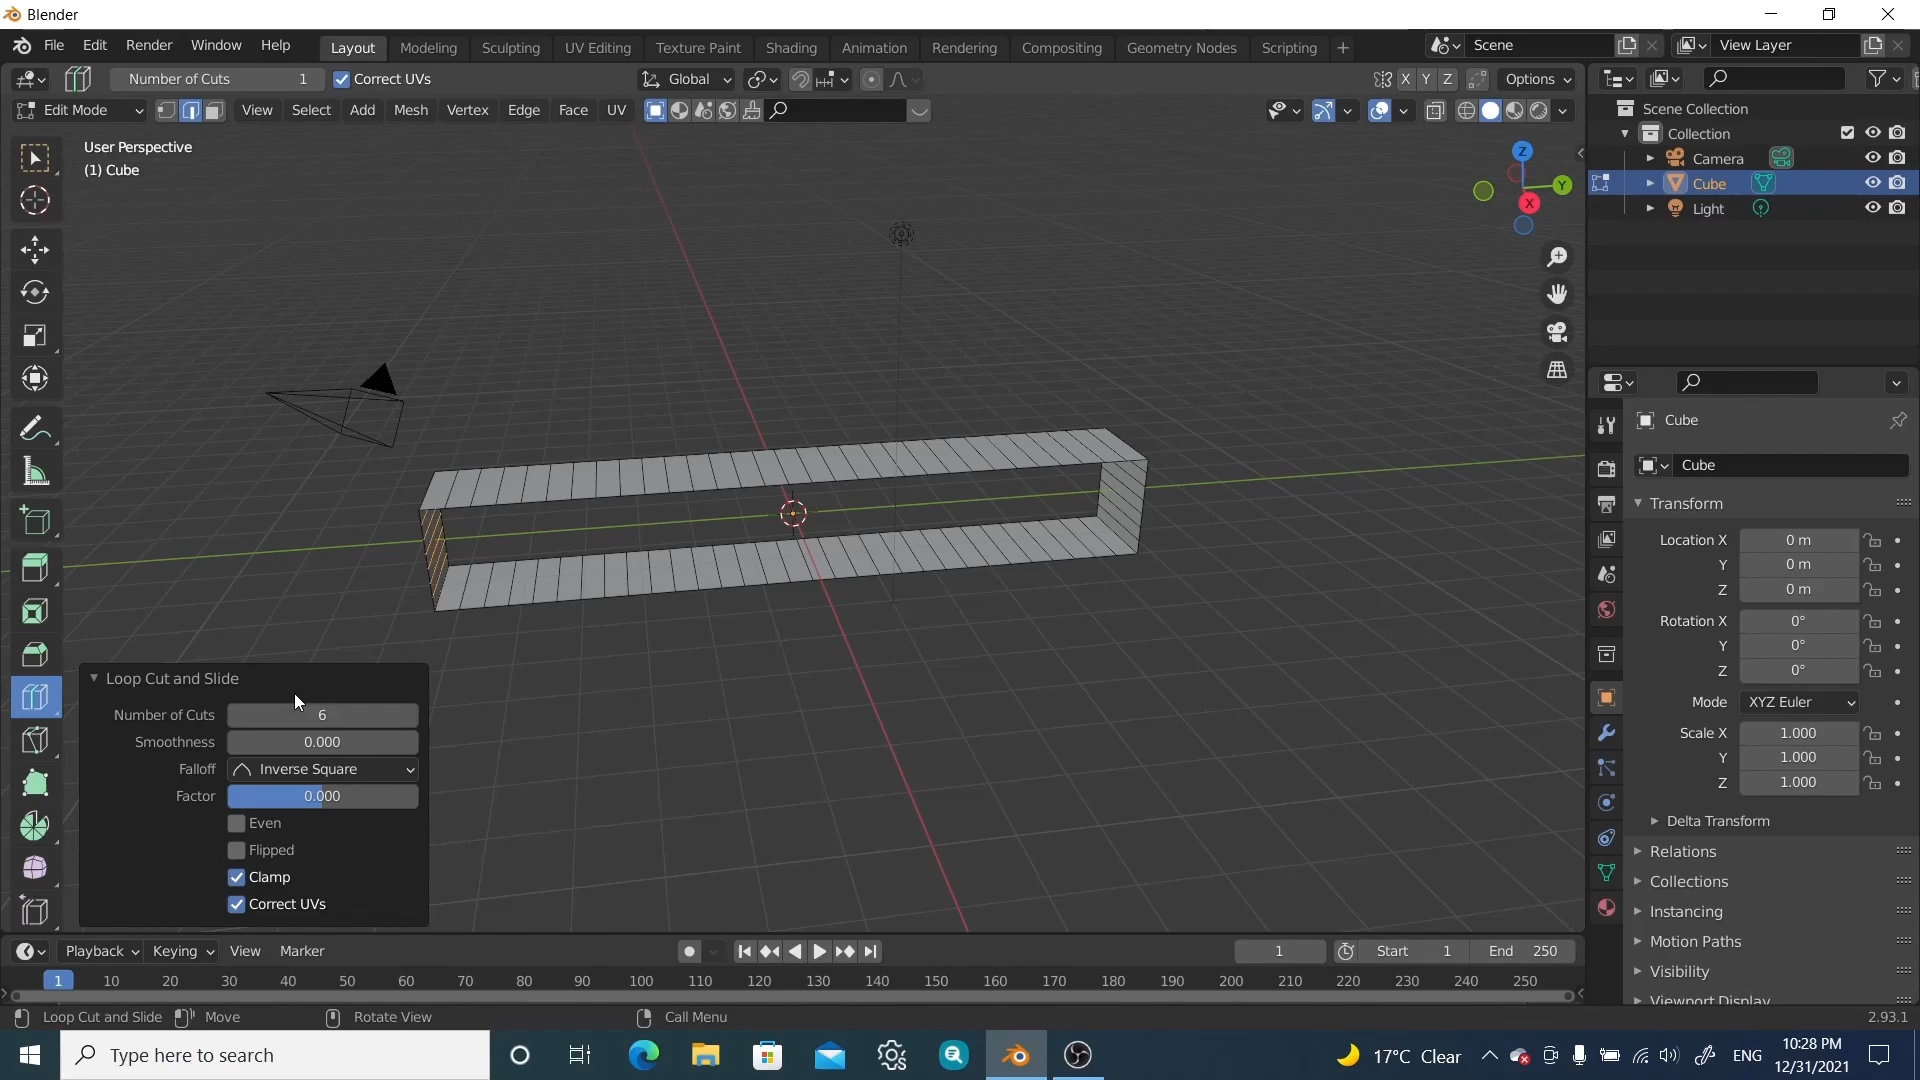 Blender
File Edit Render Window Help Layout Modeling Sculpting UV Editing Texture Paint Shading Animation Rendering Compositing Geometry Nodes Scripting + Scene View Layer
Number of Cuts 1 Correct UVs Global X Y Z Options
Edit Mode View Select Add Mesh Vertex Edge Face UV
User Perspective
(1) Cube
Z
Y
X
Scene Collection
Collection
Camera
Cube
Light
Cube
Cube
Transform
Location X 0 m
Y 0 m
Z 0 m
Rotation X 0°
Y 0°
Z 0°
Mode XYZ Euler
Scale X 1.000
Y 1.000
Z 1.000
Delta Transform
Relations
Collections
Instancing
Motion Paths
Visibility
Viewport Display
Loop Cut and Slide
Number of Cuts 6
Smoothness 0.000
Falloff Inverse Square
Factor 0.000
Even
Flipped
Clamp
Correct UVs
Playback Keying View Marker 1 Start 1 End 250
1 10 20 30 40 50 60 70 80 90 100 110 120 130 140 150 160 170 180 190 200 210 220 230 240 250
Loop Cut and Slide Move Rotate View Call Menu 2.93.1
Type here to search 17°C Clear ENG 10:28 PM
12/31/2021